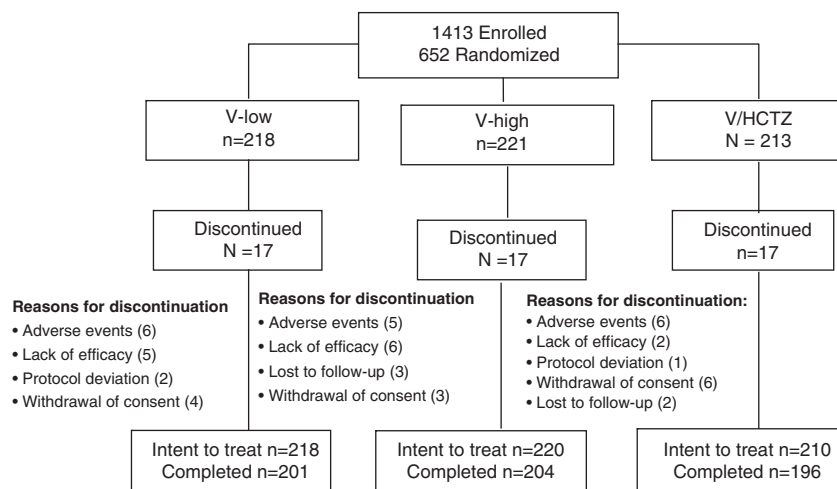 1413 Enrolled
652 Randomized
V-low
n=218
V-high
n=221
V/HCTZ
N = 213
Discontinued
N =17
Discontinued
N =17
Discontinued
n=17
Reasons for discontinuation
• Adverse events (6)
• Lack of efficacy (5)
• Protocol deviation (2)
• Withdrawal of consent (4)
Reasons for discontinuation
• Adverse events (5)
• Lack of efficacy (6)
• Lost to follow-up (3)
• Withdrawal of consent (3)
Reasons for discontinuation:
• Adverse events (6)
• Lack of efficacy (2)
• Protocol deviation (1)
• Withdrawal of consent (6)
• Lost to follow-up (2)
Intent to treat n=218
Completed n=201
Intent to treat n=220
Completed n=204
Intent to treat n=210
Completed n=196